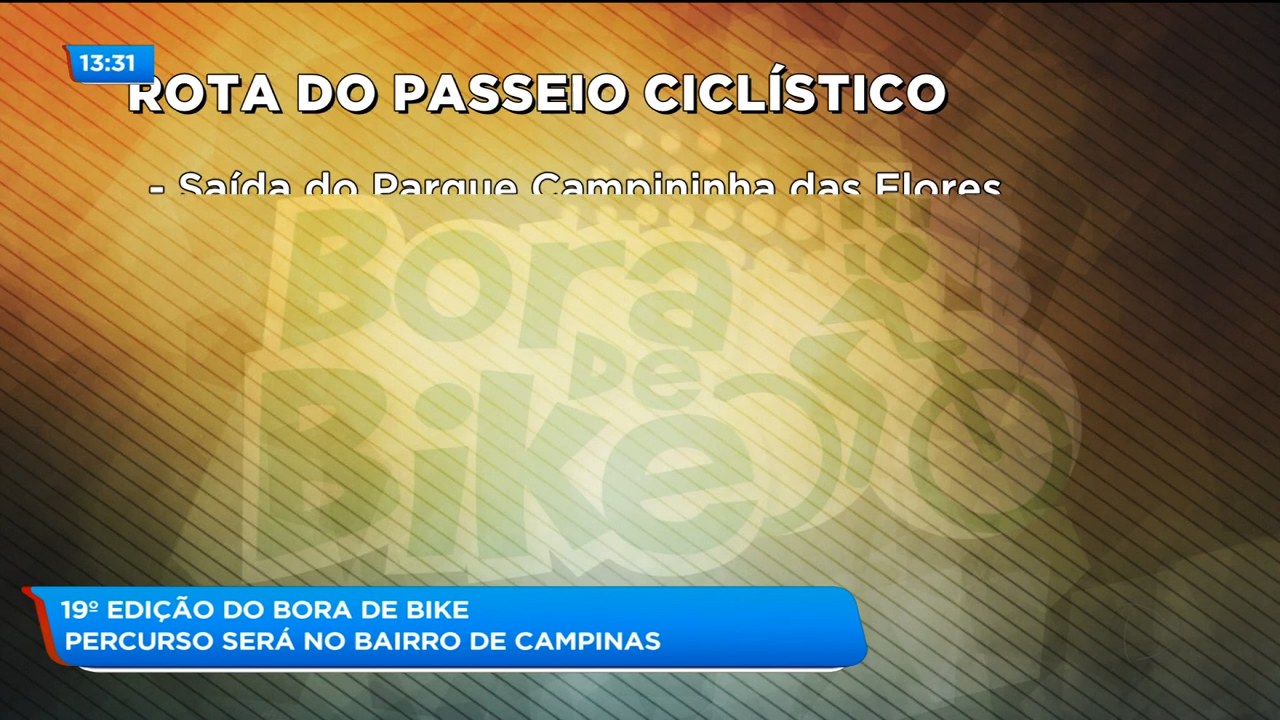 13:31
ROTA DO PASSEIO CICLÍSTICO
- Saída do Parque Campininha das Flores
Bora
De
Bike
19º EDIÇÃO DO BORA DE BIKE
PERCURSO SERÁ NO BAIRRO DE CAMPINAS